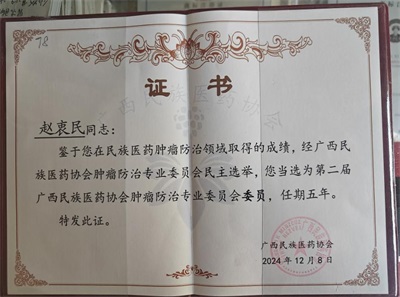 78
证书
赵衷民同志：
鉴于您在民族医药肿瘤防治领域取得的成绩，经广西民
族医药协会肿瘤防治专业委员会民主选举，您当选为第二届
广西民族医药协会肿瘤防治专业委员会委员，任期五年。
特发此证。
广西民族医药协会
2024年12月8日